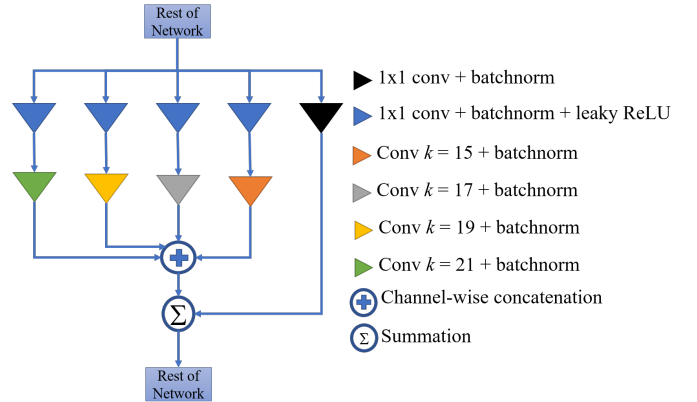 Rest of
Network
1x1 conv + batchnorm
1x1 conv + batchnorm + leaky ReLU
Conv k = 15 + batchnorm
Conv k = 17 + batchnorm
Conv k = 19 + batchnorm
Conv k = 21 + batchnorm
Channel-wise concatenation
Σ Summation
Σ
Rest of
Network